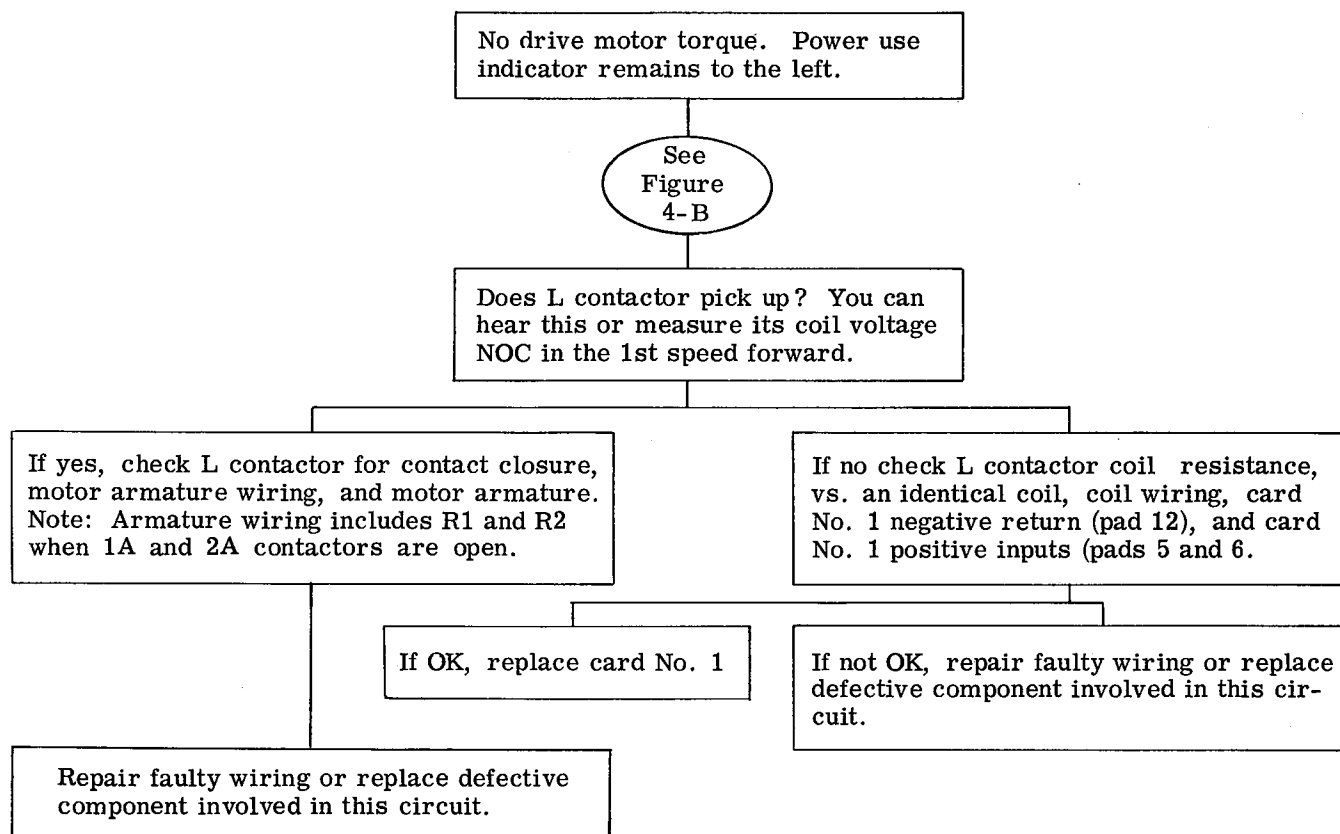 No drive motor torque. Power use
indicator remains to the left.
See
Figure
4-B
Does L contactor pick up? You can
hear this or measure its coil voltage
NOC in the 1st speed forward.
If yes, check L contactor for contact closure,
motor armature wiring, and motor armature.
Note: Armature wiring includes R1 and R2
when 1A and 2A contactors are open.
If no check L contactor coil resistance,
vs. an identical coil, coil wiring, card
No. 1 negative return (pad 12), and card
No. 1 positive inputs (pads 5 and 6.
If OK, replace card No. 1
If not OK, repair faulty wiring or replace
defective component involved in this cir-
cuit.
Repair faulty wiring or replace defective
component involved in this circuit.